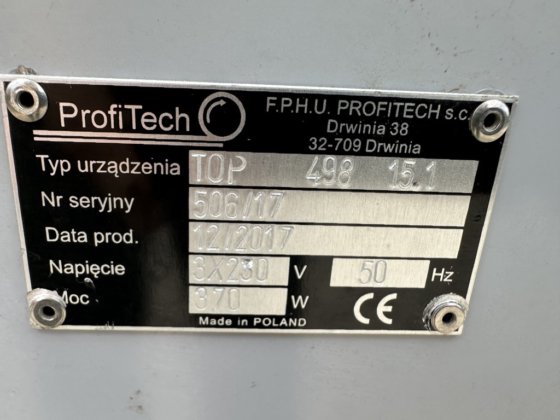 ProfiTech
F.P.H.U. PROFITECH s.c.
Drwinia 38
32-709 Drwinia
Typ urządzenia TOP 498 15.1
Nr seryjny 506/17
Data prod. 12/2017
Napięcie 3X230 V 50 Hz
Moc 370 W
CE
Made in POLAND